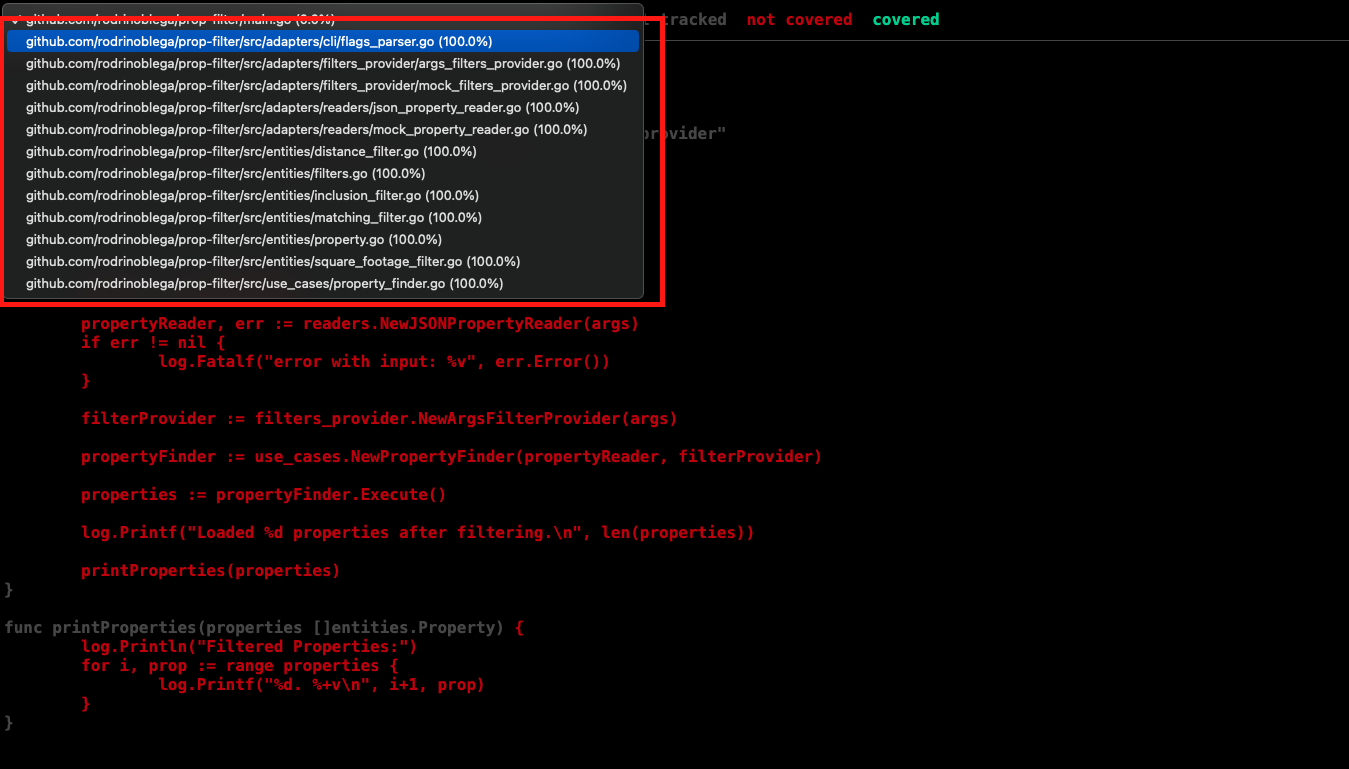 github.com/rodrinoblega/prop-filter/main.go (0.0%)
tracked not covered covered
github.com/rodrinoblega/prop-filter/src/adapters/cli/flags_parser.go (100.0%)
github.com/rodrinoblega/prop-filter/src/adapters/filters_provider/args_filters_provider.go (100.0%)
github.com/rodrinoblega/prop-filter/src/adapters/filters_provider/mock_filters_provider.go (100.0%)
github.com/rodrinoblega/prop-filter/src/adapters/readers/json_property_reader.go (100.0%)
github.com/rodrinoblega/prop-filter/src/adapters/readers/mock_property_reader.go (100.0%)
provider"
github.com/rodrinoblega/prop-filter/src/entities/distance_filter.go (100.0%)
github.com/rodrinoblega/prop-filter/src/entities/filters.go (100.0%)
github.com/rodrinoblega/prop-filter/src/entities/inclusion_filter.go (100.0%)
github.com/rodrinoblega/prop-filter/src/entities/matching_filter.go (100.0%)
github.com/rodrinoblega/prop-filter/src/entities/property.go (100.0%)
github.com/rodrinoblega/prop-filter/src/entities/square_footage_filter.go (100.0%)
github.com/rodrinoblega/prop-filter/src/use_cases/property_finder.go (100.0%)
propertyReader, err := readers.NewJSONPropertyReader(args)
if err != nil {
log.Fatalf("error with input: %v", err.Error())
}
filterProvider := filters_provider.NewArgsFilterProvider(args)
propertyFinder := use_cases.NewPropertyFinder(propertyReader, filterProvider)
properties := propertyFinder.Execute()
log.Printf("Loaded %d properties after filtering.\n", len(properties))
printProperties(properties)
}
func printProperties(properties []entities.Property) {
log.Println("Filtered Properties:")
for i, prop := range properties {
log.Printf("%d. %+v\n", i+1, prop)
}
}